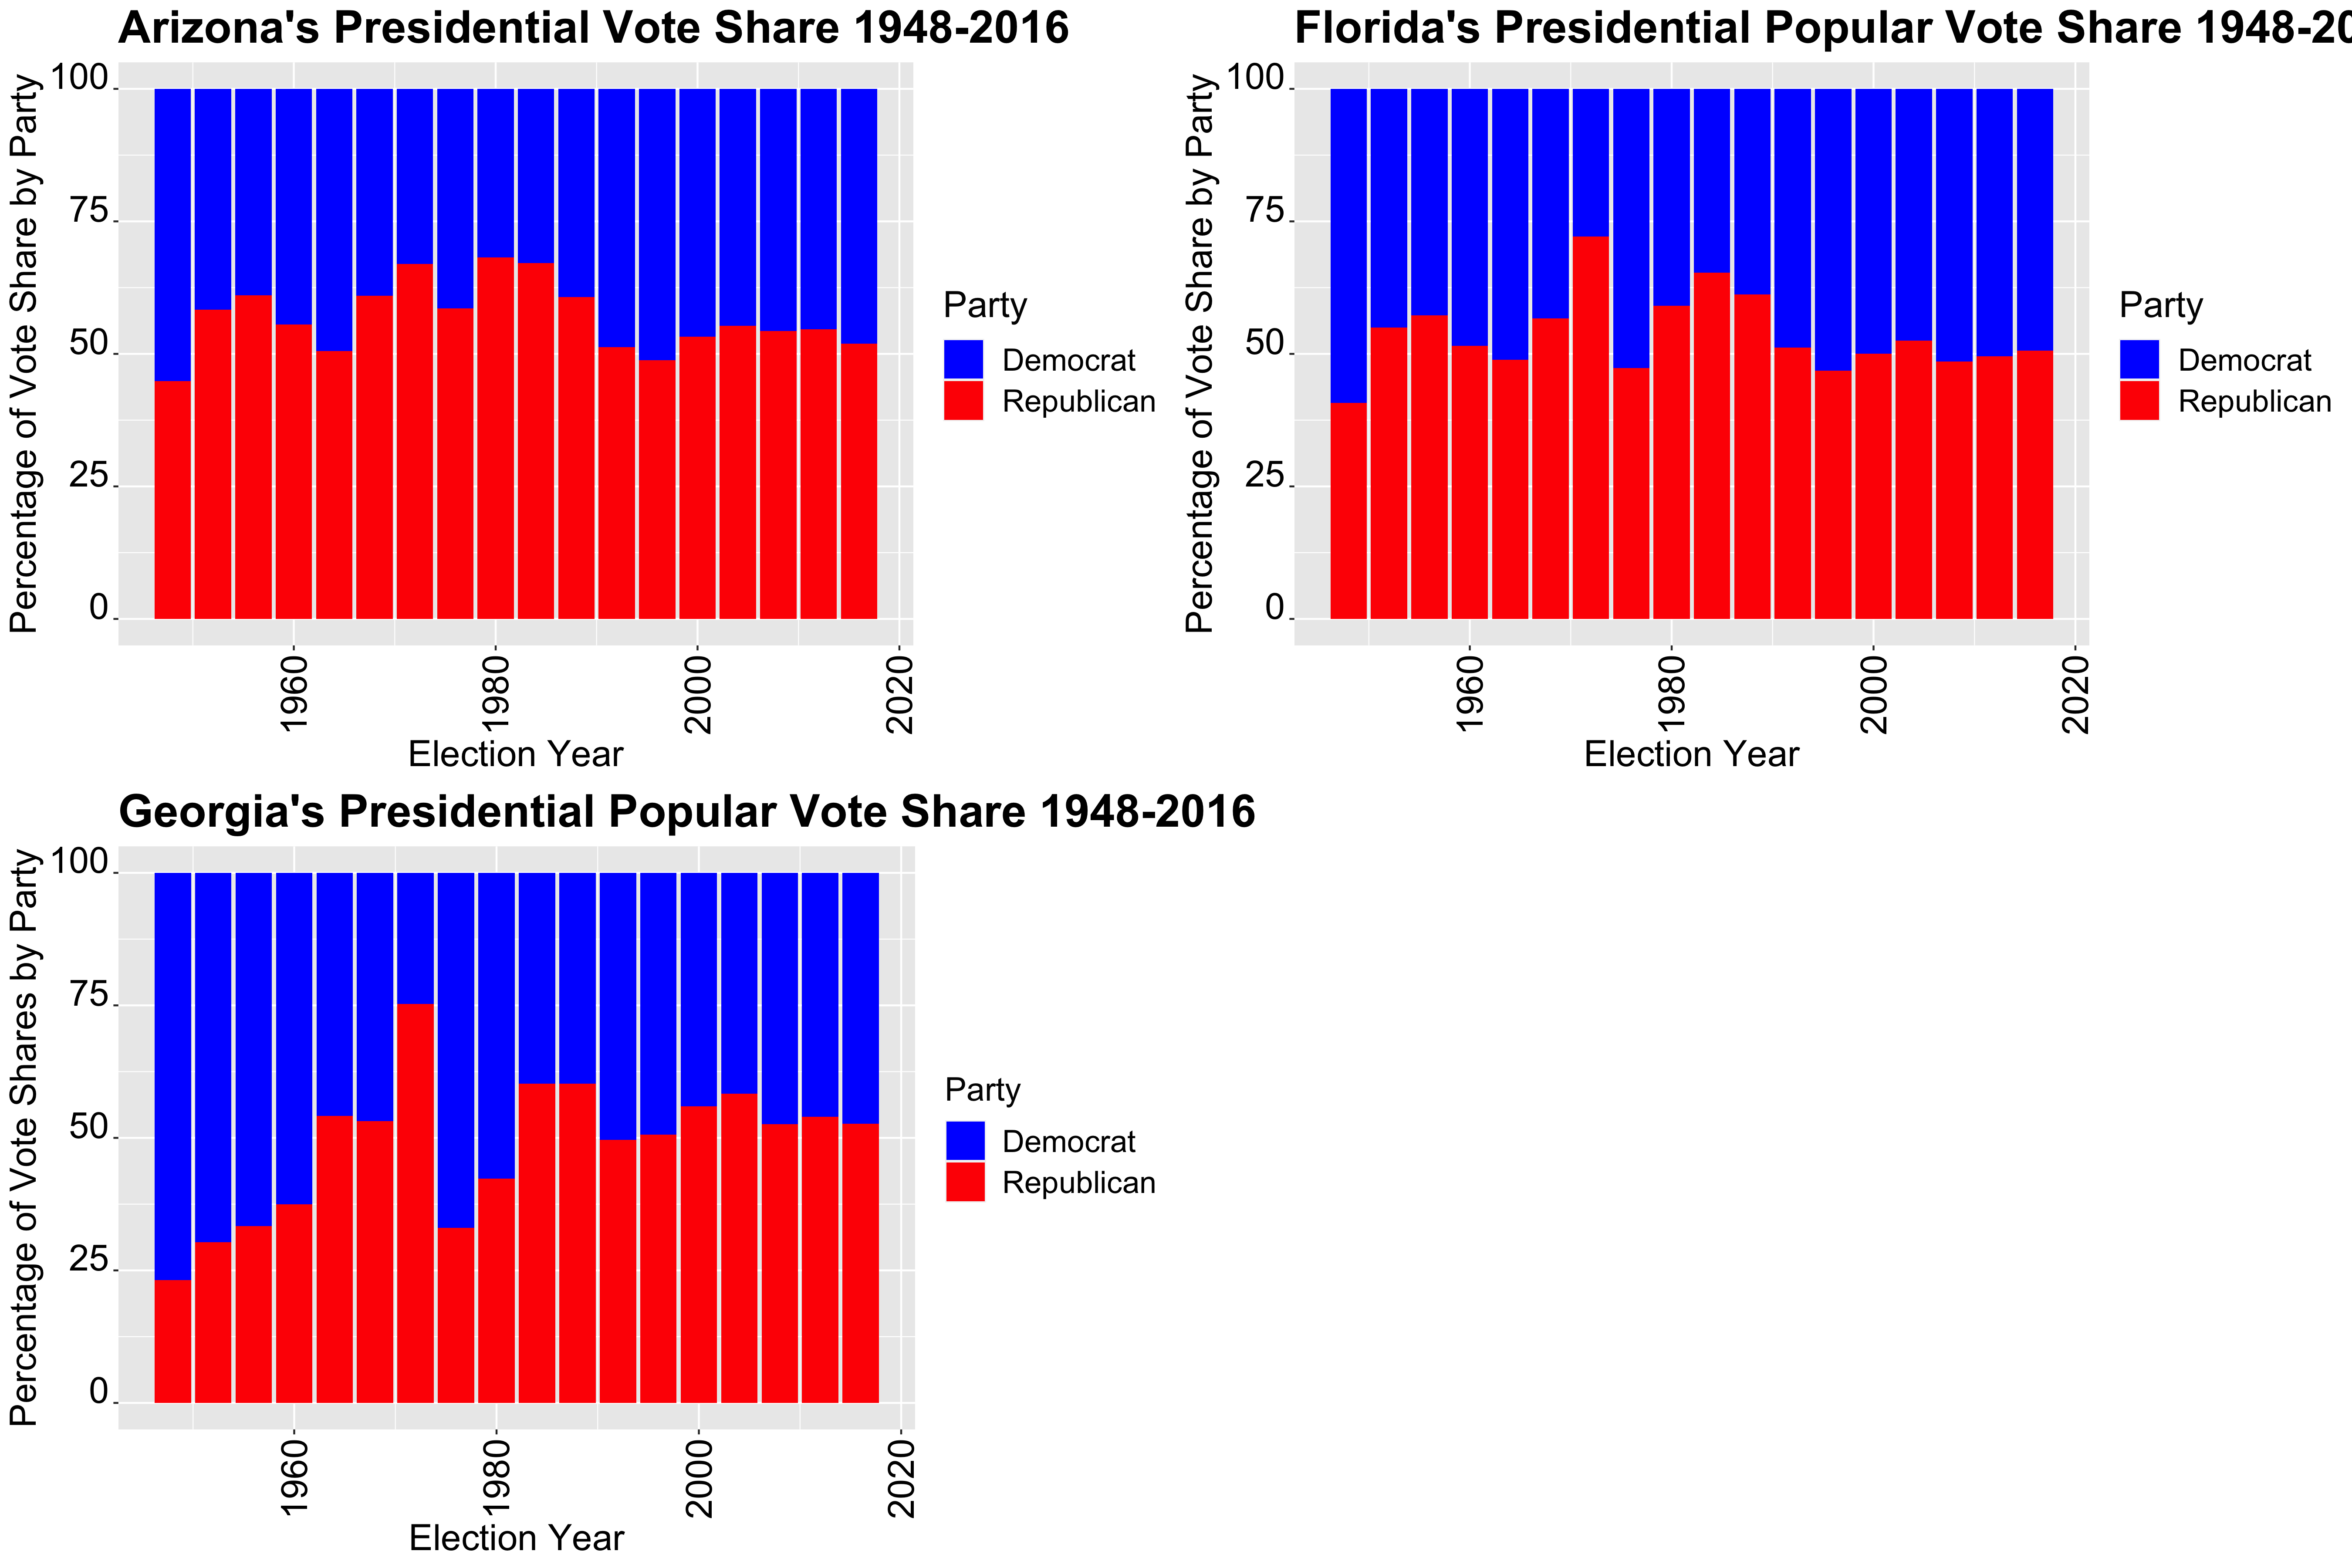 Arizona's Presidential Vote Share 1948-2016
Percentage of Vote Share by Party
100
75
50
25
0
1960
1980
2000
2020
Election Year
Party
Democrat
Republican
Florida's Presidential Popular Vote Share 1948-20
Percentage of Vote Share by Party
100
75
50
25
0
1960
1980
2000
2020
Election Year
Party
Democrat
Republican
Georgia's Presidential Popular Vote Share 1948-2016
Percentage of Vote Shares by Party
100
75
50
25
0
1960
1980
2000
2020
Election Year
Party
Democrat
Republican